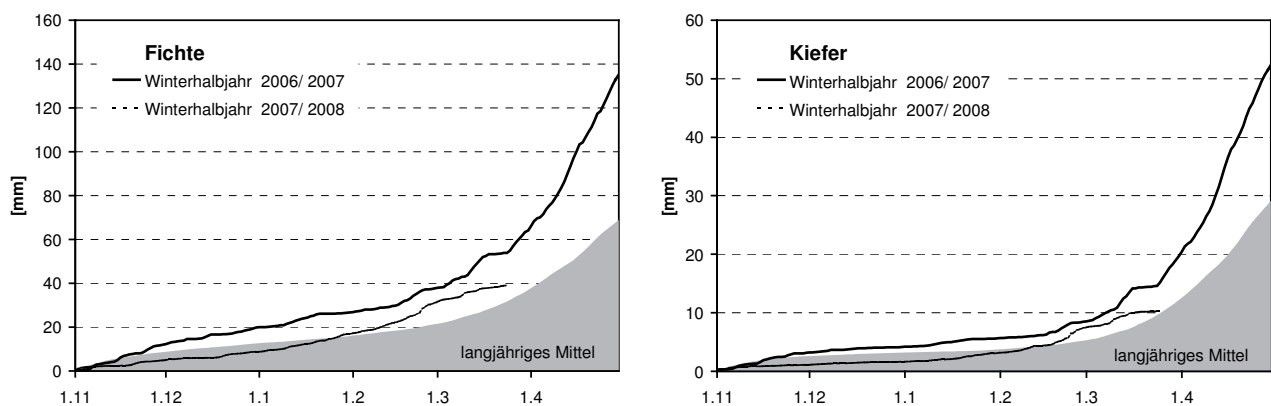 160
140
120
100
80
60
40
20
0
[mm]
Fichte
Winterhalbjahr 2006/ 2007
Winterhalbjahr 2007/ 2008
langjähriges Mittel
1.11 1.12 1.1 1.2 1.3 1.4
60
50
40
30
20
10
0
[mm]
Kiefer
Winterhalbjahr 2006/ 2007
Winterhalbjahr 2007/ 2008
langjähriges Mittel
1.11 1.12 1.1 1.2 1.3 1.4